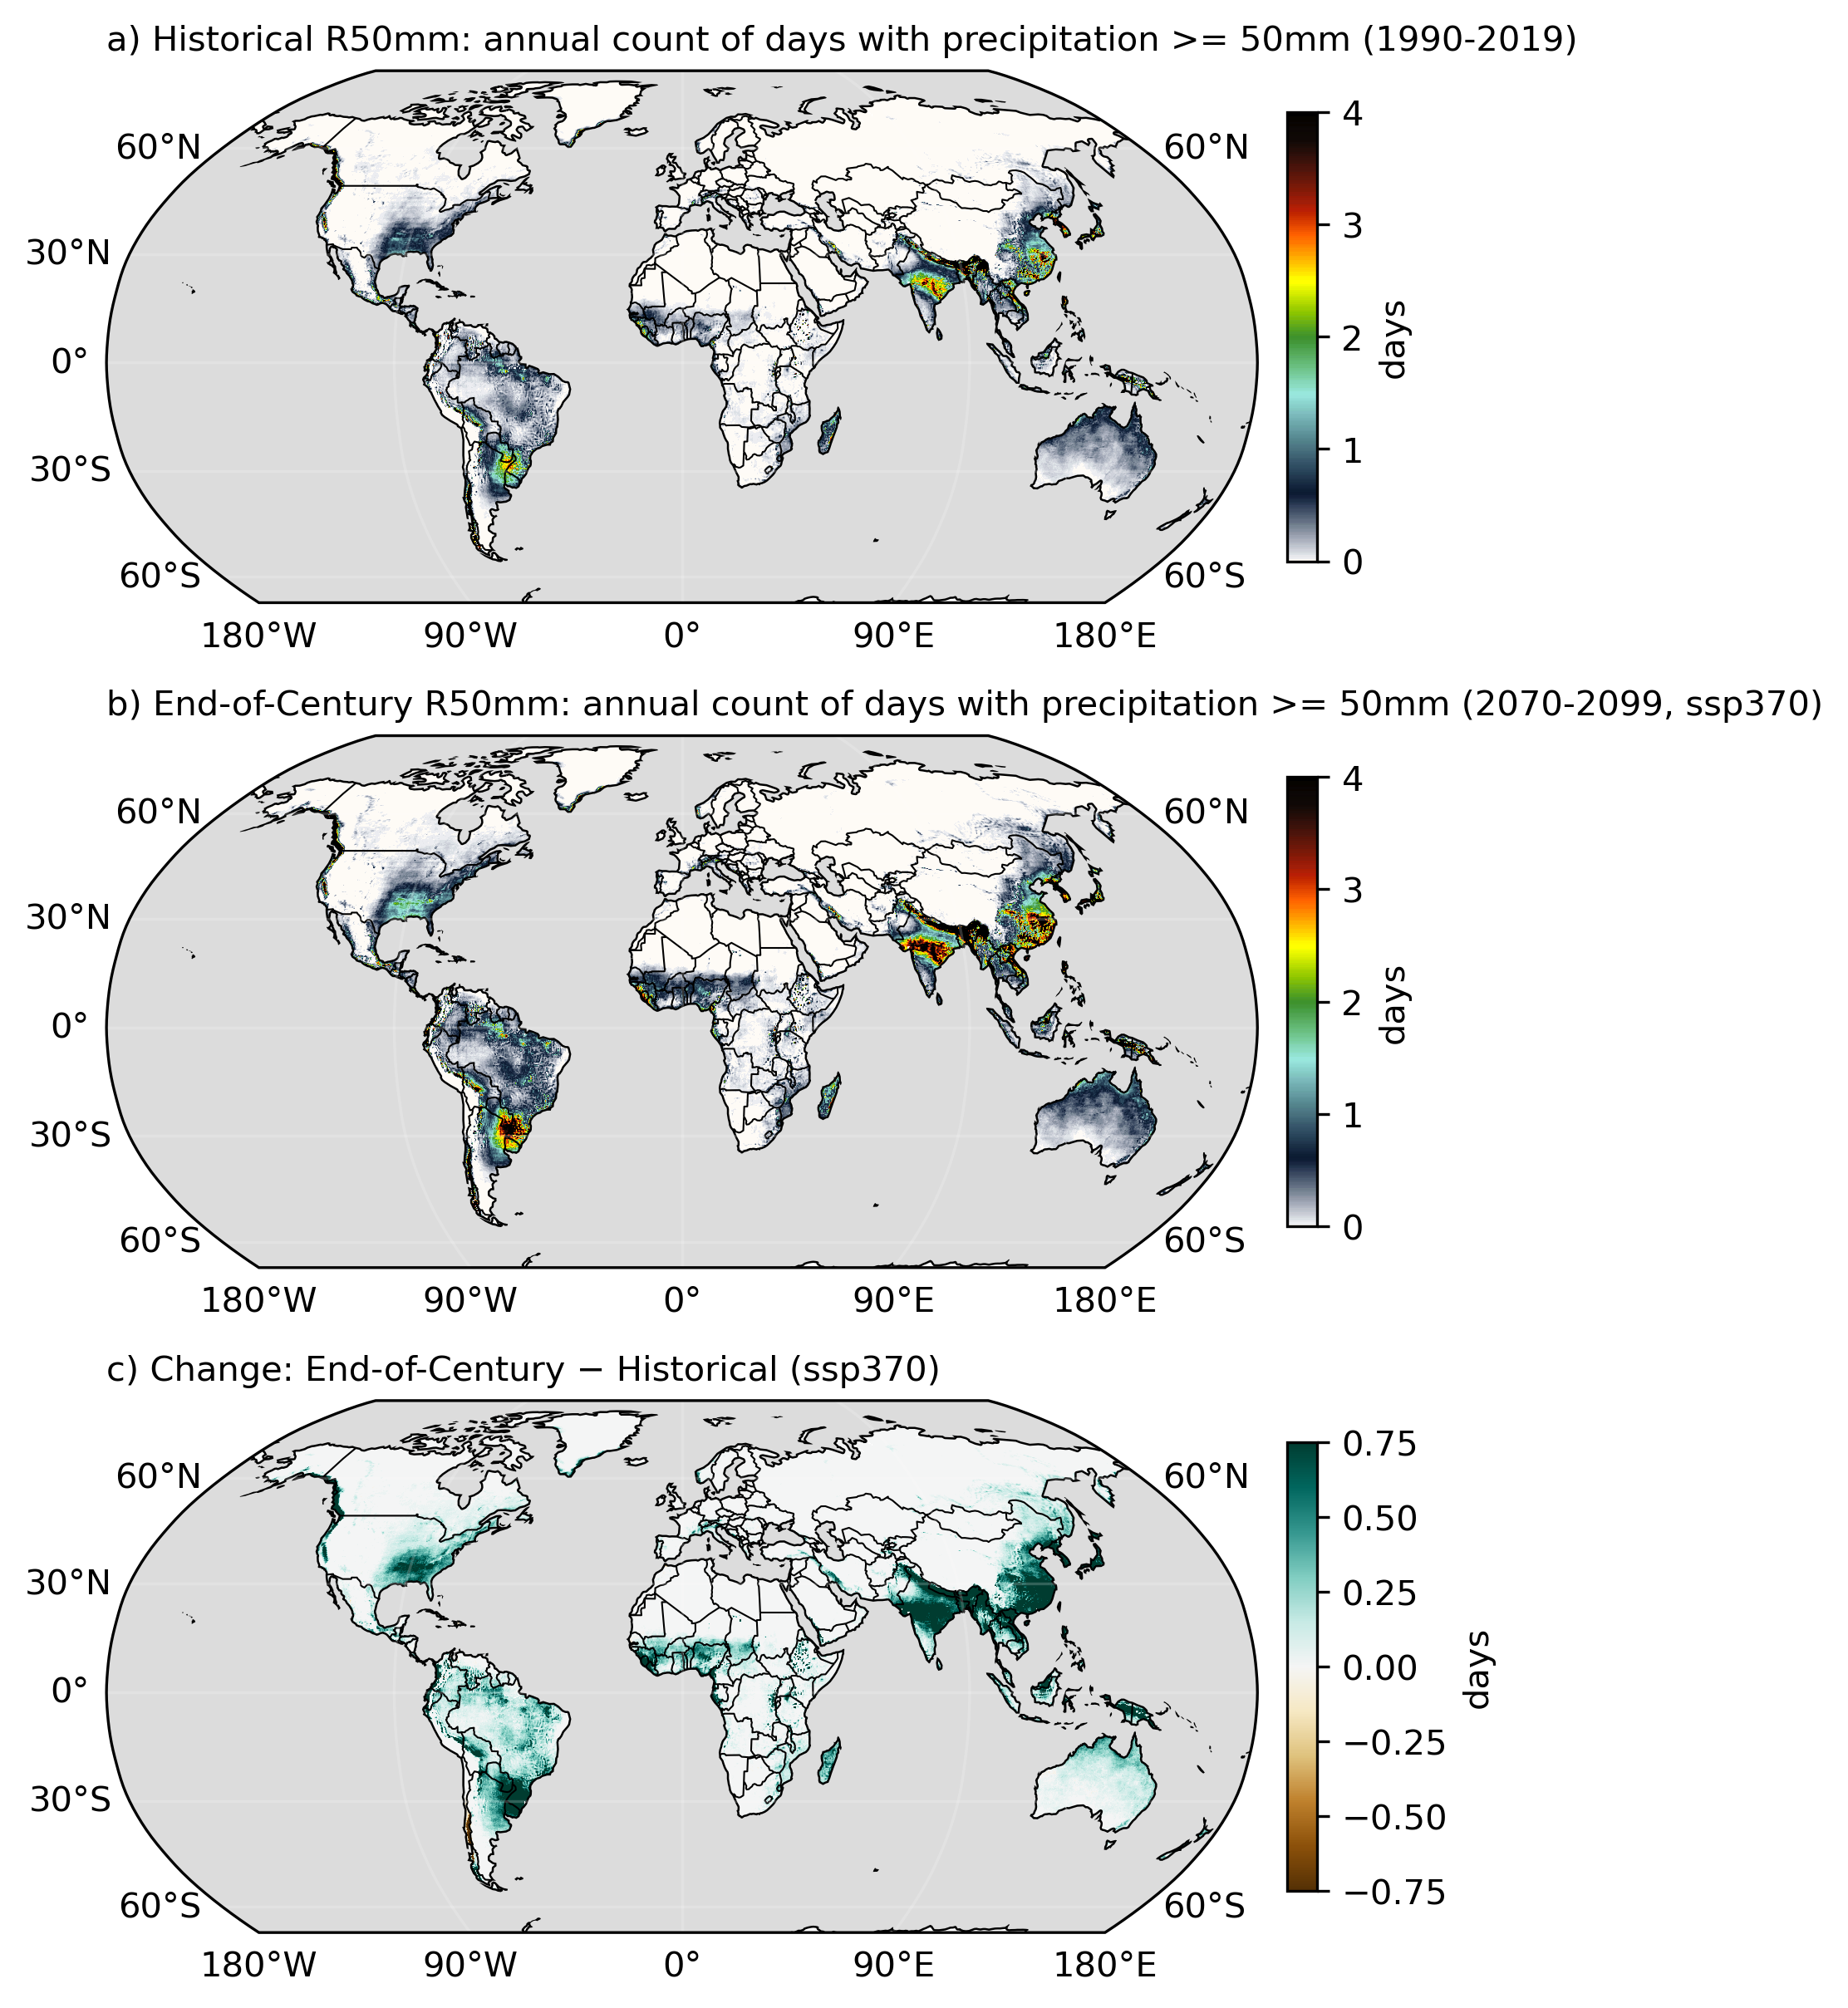 a) Historical R50mm: annual count of days with precipitation >= 50mm (1990-2019)
60°N
60°N
30°N
0°
30°S
60°S
60°S
180°W
90°W
0°
90°E
180°E
4
3
2
1
0
days
b) End-of-Century R50mm: annual count of days with precipitation >= 50mm (2070-2099, ssp370)
60°N
60°N
30°N
0°
30°S
60°S
60°S
180°W
90°W
0°
90°E
180°E
4
3
2
1
0
days
c) Change: End-of-Century − Historical (ssp370)
60°N
60°N
30°N
0°
30°S
60°S
60°S
180°W
90°W
0°
90°E
180°E
0.75
0.50
0.25
0.00
−0.25
−0.50
−0.75
days